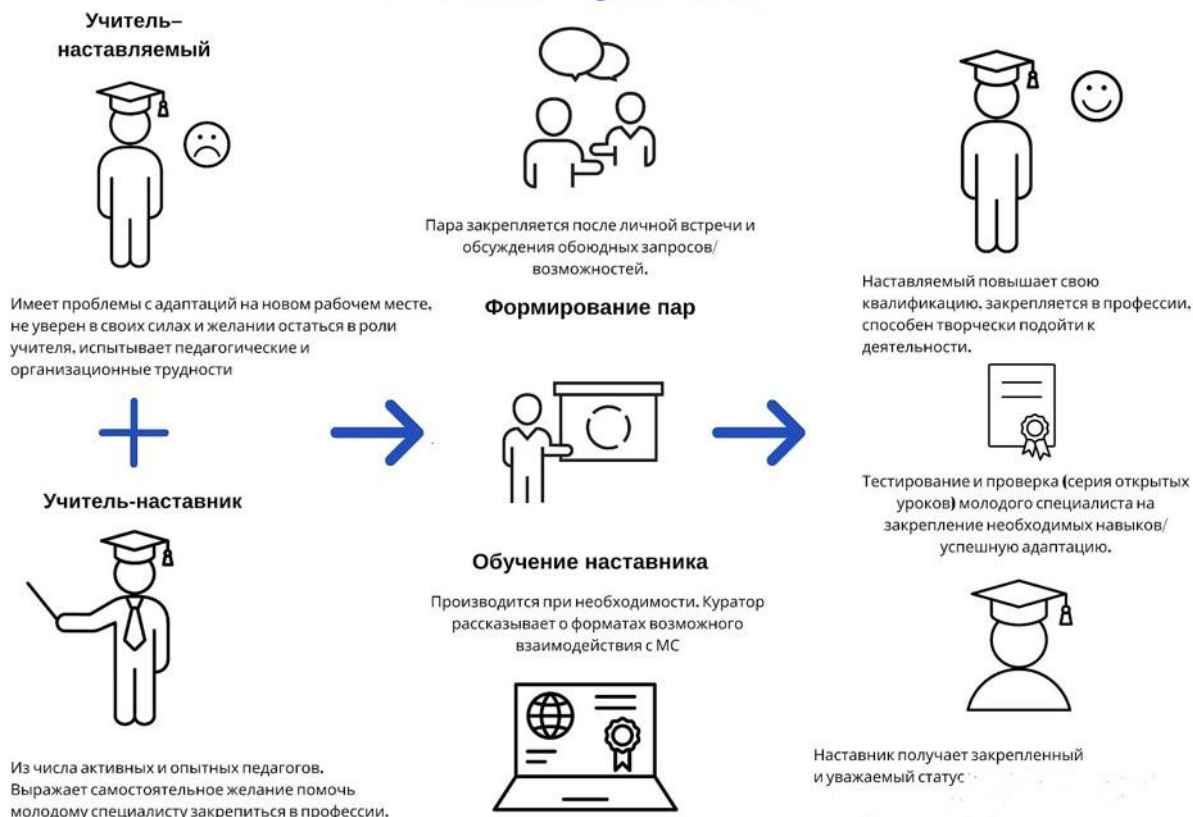 Учитель–
наставляемый
Имеет проблемы с адаптаций на новом рабочем месте,
не уверен в своих силах и желании остаться в роли
учителя, испытывает педагогические и
организационные трудности
Учитель-наставник
Из числа активных и опытных педагогов.
Выражает самостоятельное желание помочь
молодому специалисту закрепиться в профессии.
Пара закрепляется после личной встречи и
обсуждения обоюдных запросов/
возможностей.
Формирование пар
Обучение наставника
Производится при необходимости. Куратор
рассказывает о форматах возможного
взаимодействия с МС
Наставляемый повышает свою
квалификацию, закрепляется в профессии,
способен творчески подойти к
деятельности.
Тестирование и проверка (серия открытых
уроков) молодого специалиста на
закрепление необходимых навыков/
успешную адаптацию.
Наставник получает закрепленный
и уважаемый статус